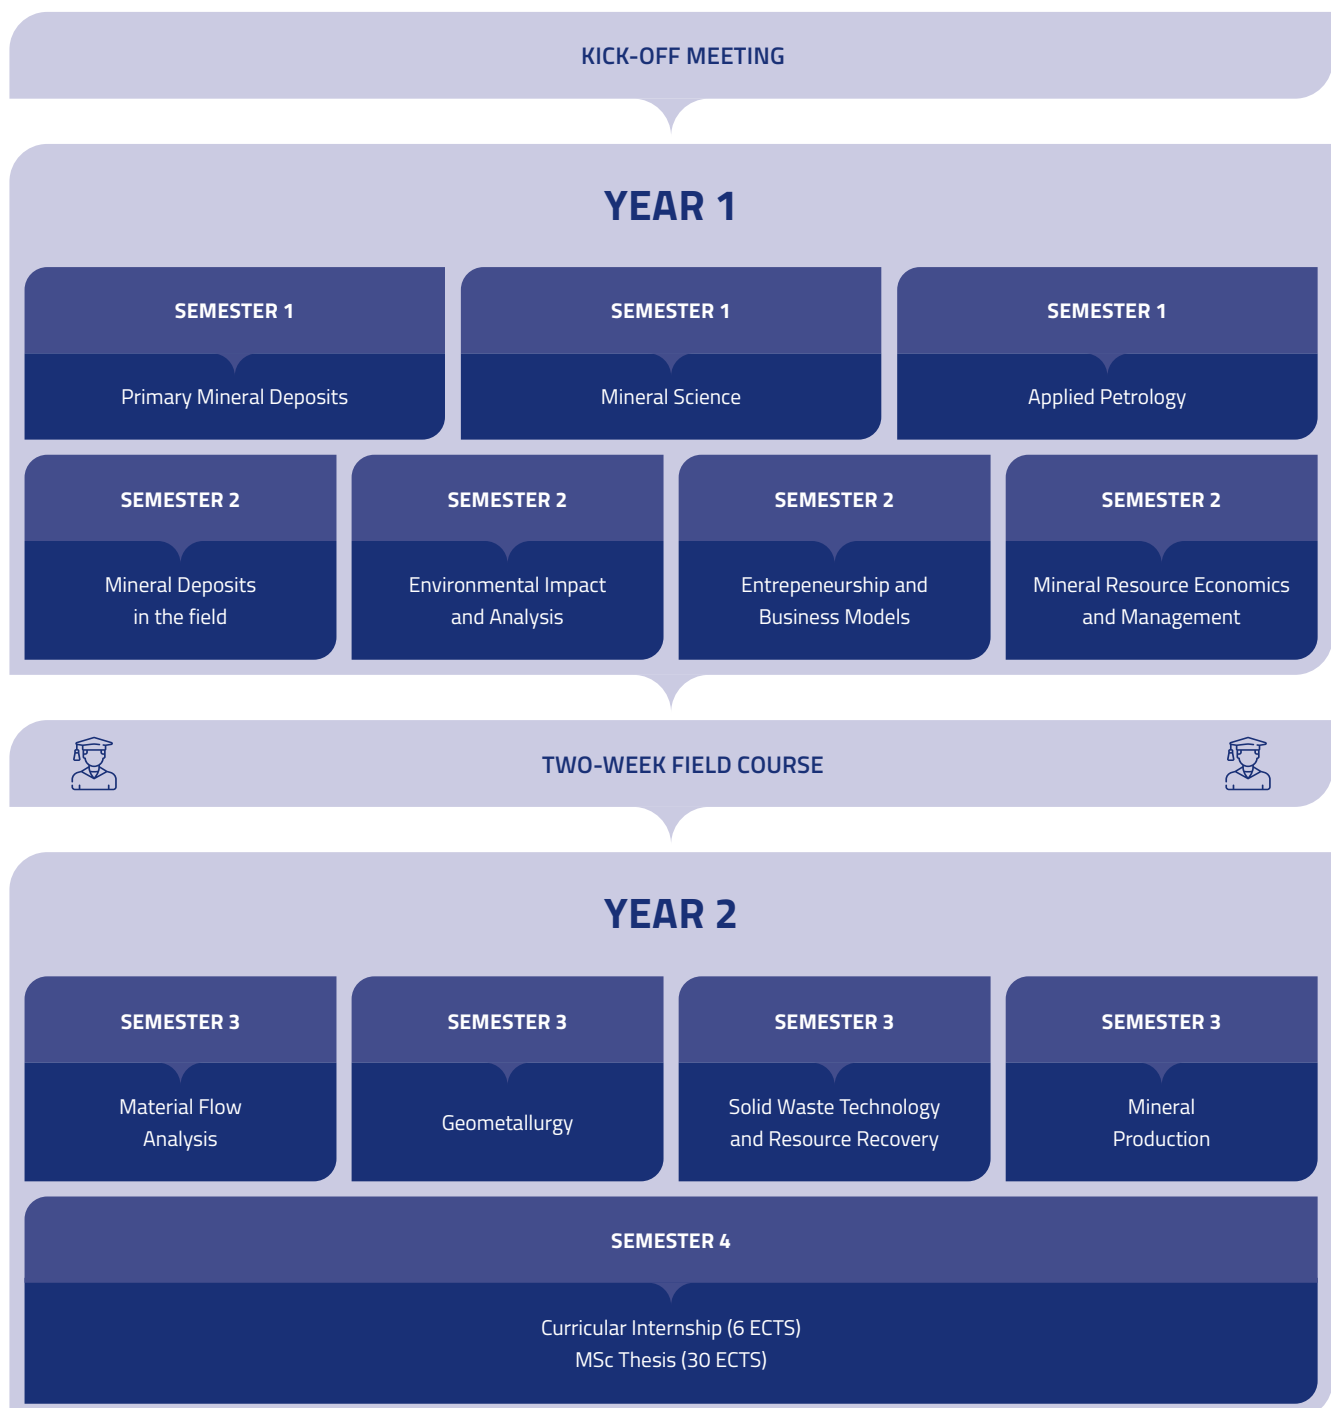 KICK-OFF MEETING
YEAR 1
SEMESTER 1
Primary Mineral Deposits
SEMESTER 1
Mineral Science
SEMESTER 1
Applied Petrology
SEMESTER 2
Mineral Deposits
in the field
SEMESTER 2
Environmental Impact
and Analysis
SEMESTER 2
Entrepeneurship and
Business Models
SEMESTER 2
Mineral Resource Economics
and Management
TWO-WEEK FIELD COURSE
YEAR 2
SEMESTER 3
Material Flow
Analysis
SEMESTER 3
Geometallurgy
SEMESTER 3
Solid Waste Technology
and Resource Recovery
SEMESTER 3
Mineral
Production
SEMESTER 4
Curricular Internship (6 ECTS)
MSc Thesis (30 ECTS)